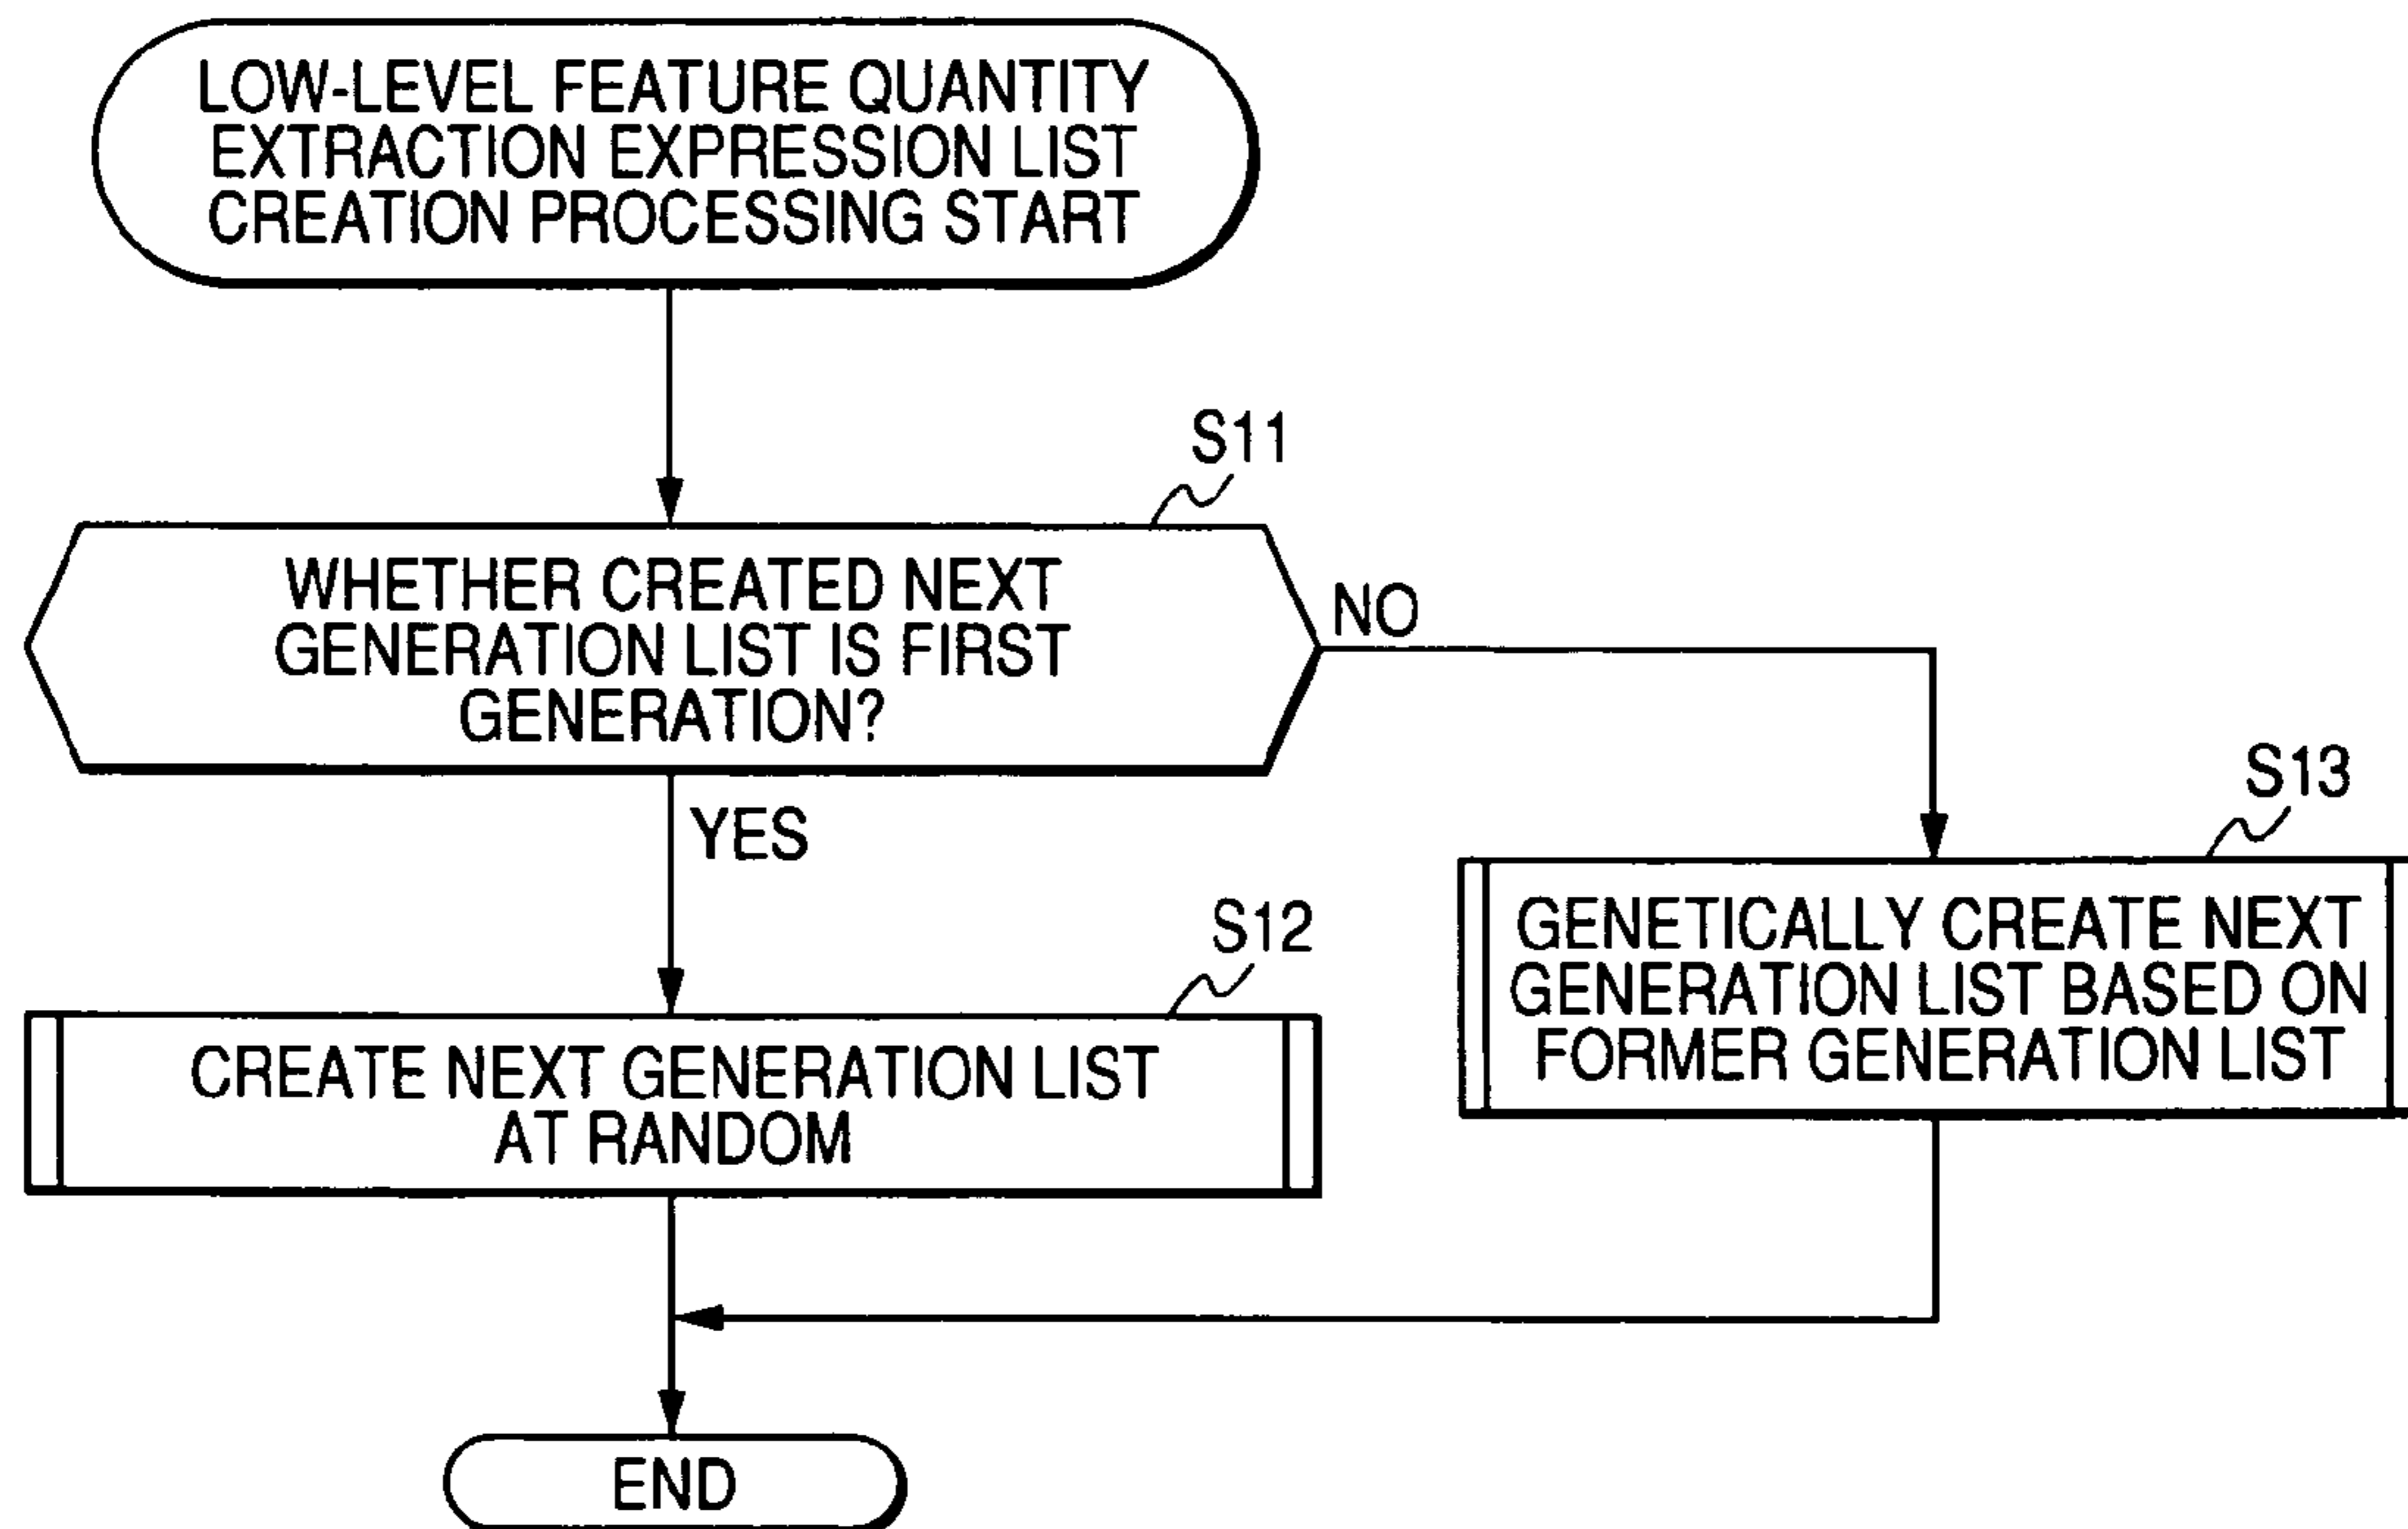 LOW-LEVEL FEATURE QUANTITY
EXTRACTION EXPRESSION LIST
CREATION PROCESSING START
S11
WHETHER CREATED NEXT
GENERATION LIST IS FIRST
GENERATION?
NO
YES
S13
GENETICALLY CREATE NEXT
GENERATION LIST BASED ON
FORMER GENERATION LIST
S12
CREATE NEXT GENERATION LIST
AT RANDOM
END